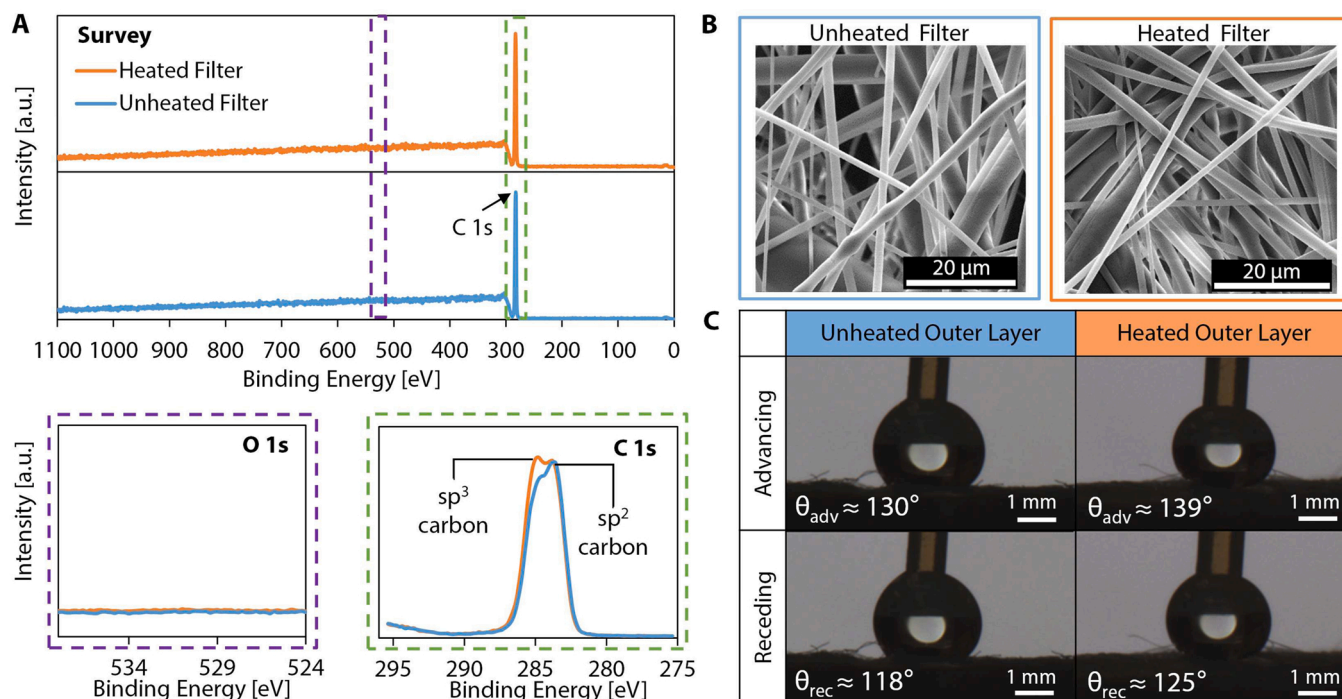 A
Survey
Heated Filter
Unheated Filter
Intensity [a.u.]
C 1s
1100 1000 900 800 700 600 500 400 300 200 100 0
Binding Energy [eV]
O 1s
Intensity [a.u.]
534 529 524
Binding Energy [eV]
C 1s
sp³
carbon
sp²
carbon
295 290 285 280 275
Binding Energy [eV]
B
Unheated Filter
20 µm
Heated Filter
20 µm
C
Unheated Outer Layer
Heated Outer Layer
Advancing
θadv ≈ 130°
1 mm
θadv ≈ 139°
1 mm
Receding
θrec ≈ 118°
1 mm
θrec ≈ 125°
1 mm